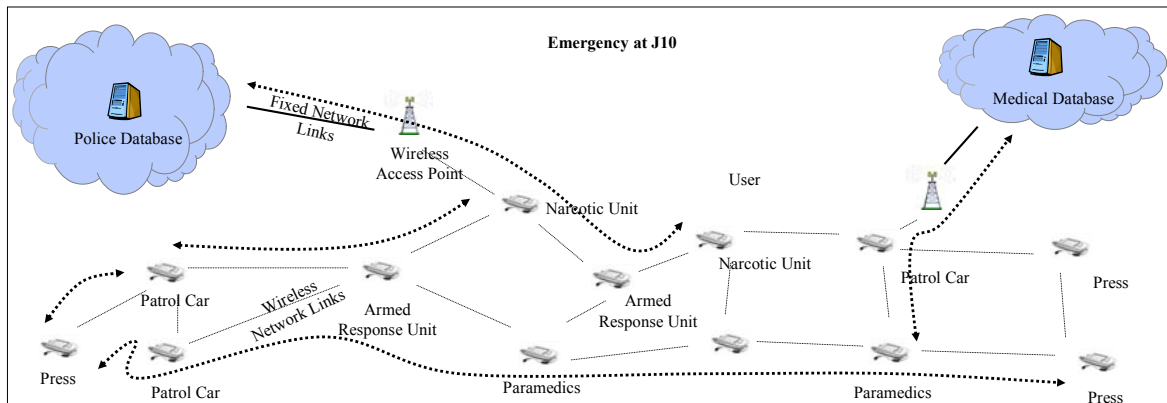 Emergency at J10
Police Database
Fixed Network
Links
Wireless
Access Point
Medical Database
User
Narcotic Unit
Narcotic Unit
Patrol Car
Press
Patrol Car
Wireless
Network Links
Armed
Response Unit
Armed
Response Unit
Press
Patrol Car
Paramedics
Paramedics
Press